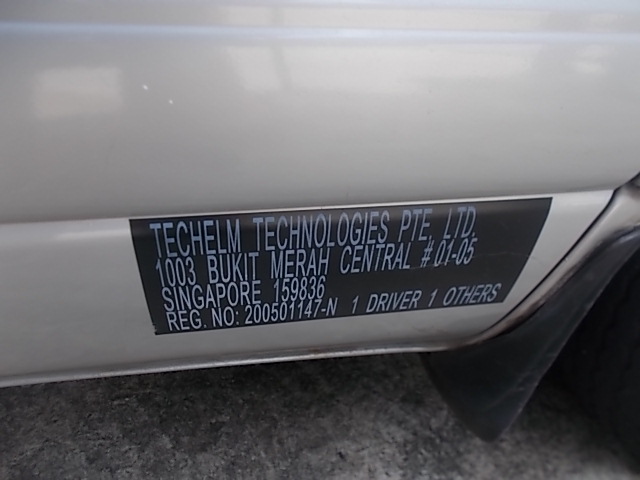 TECHELM TECHNOLOGIES PTE. LTD.
1003 BUKIT MERAH CENTRAL # 01-05
SINGAPORE 159836
REG. NO: 200501147-N 1 DRIVER 1 OTHERS